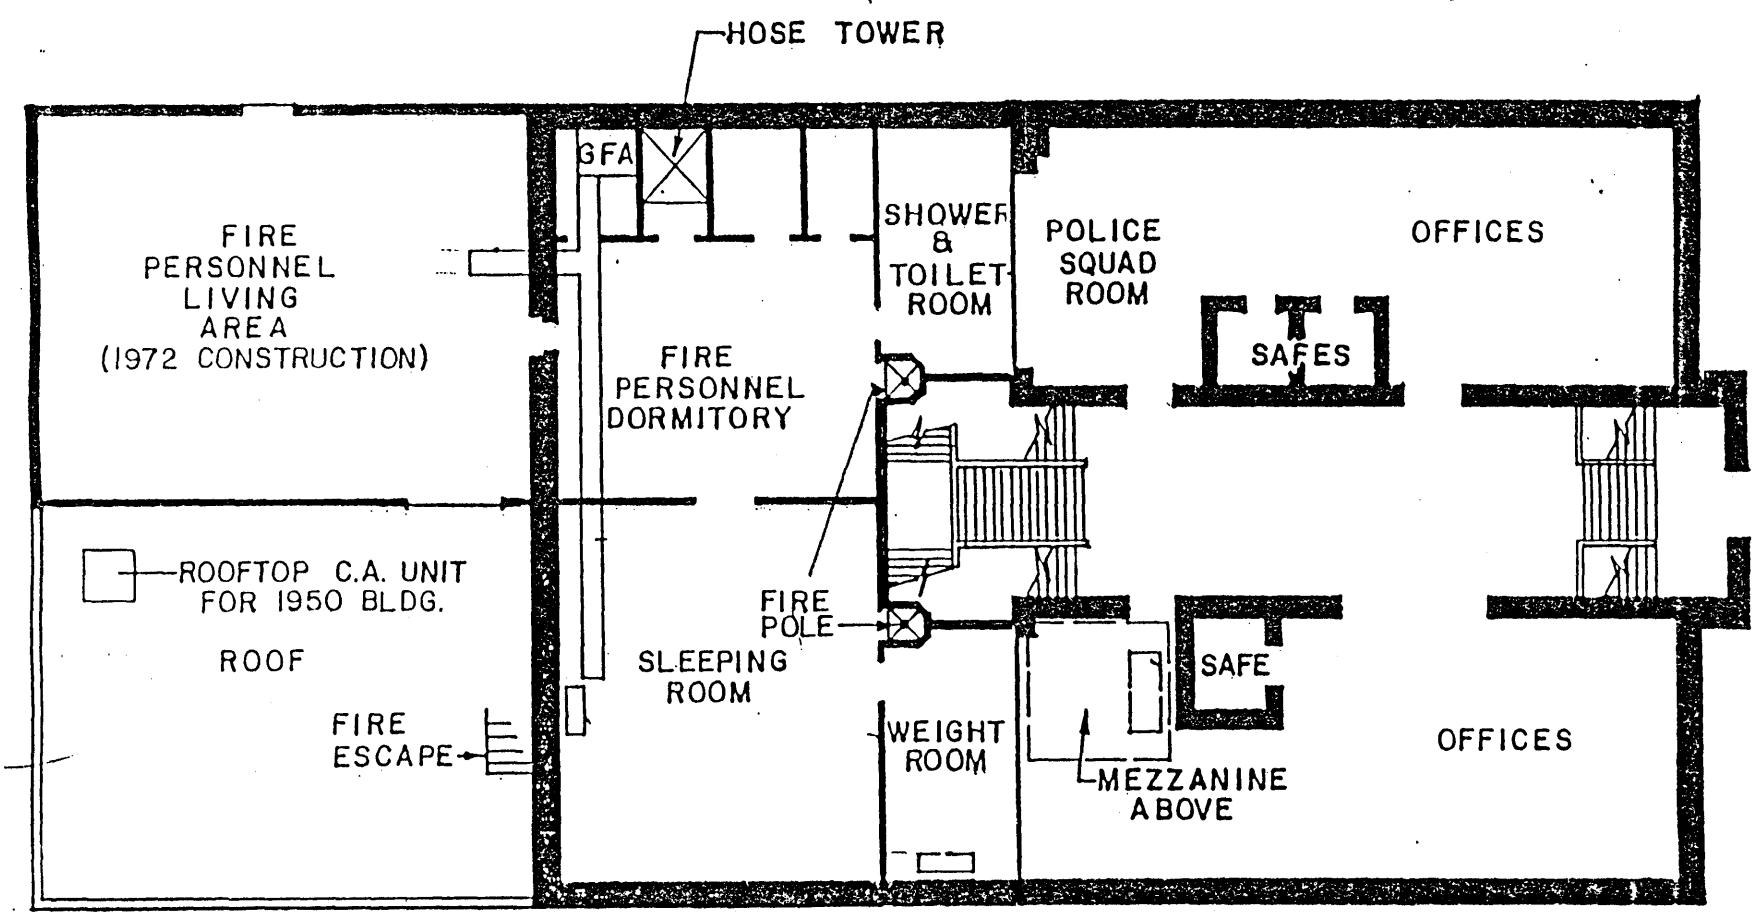 HOSE TOWER
GFA
FIRE
PERSONNEL
LIVING
AREA
(1972 CONSTRUCTION)
SHOWER
&
TOILET
ROOM
POLICE
SQUAD
ROOM
OFFICES
SAFES
FIRE
PERSONNEL
DORMITORY
ROOFTOP C.A. UNIT
FOR 1950 BLDG.
ROOF
FIRE
ESCAPE
FIRE
POLE
SLEEPING
ROOM
WEIGHT
ROOM
SAFE
MEZZANINE
ABOVE
OFFICES